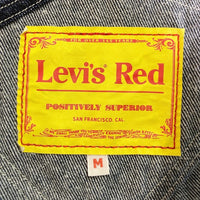 FOR OVER 150 YEARS
Levi's® Red
POSITIVELY SUPERIOR
SAN FRANCISCO, CAL.
M